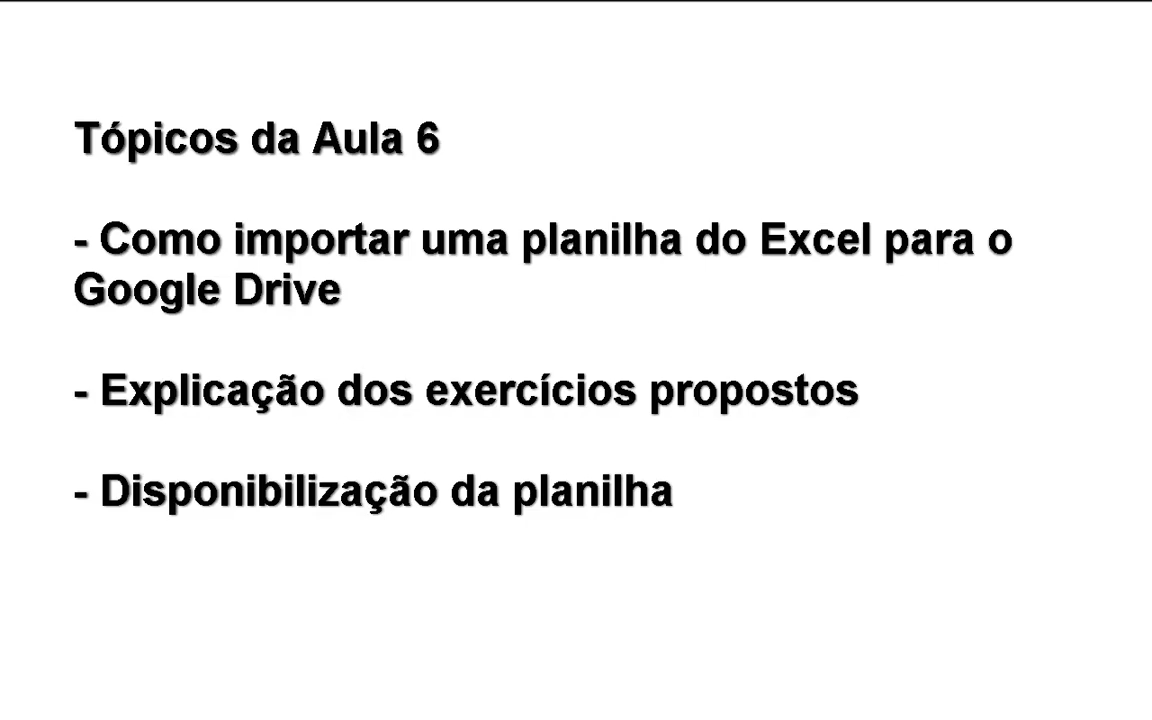 Tópicos da Aula 6
- Como importar uma planilha do Excel para o
Google Drive
- Explicação dos exercícios propostos
- Disponibilização da planilha